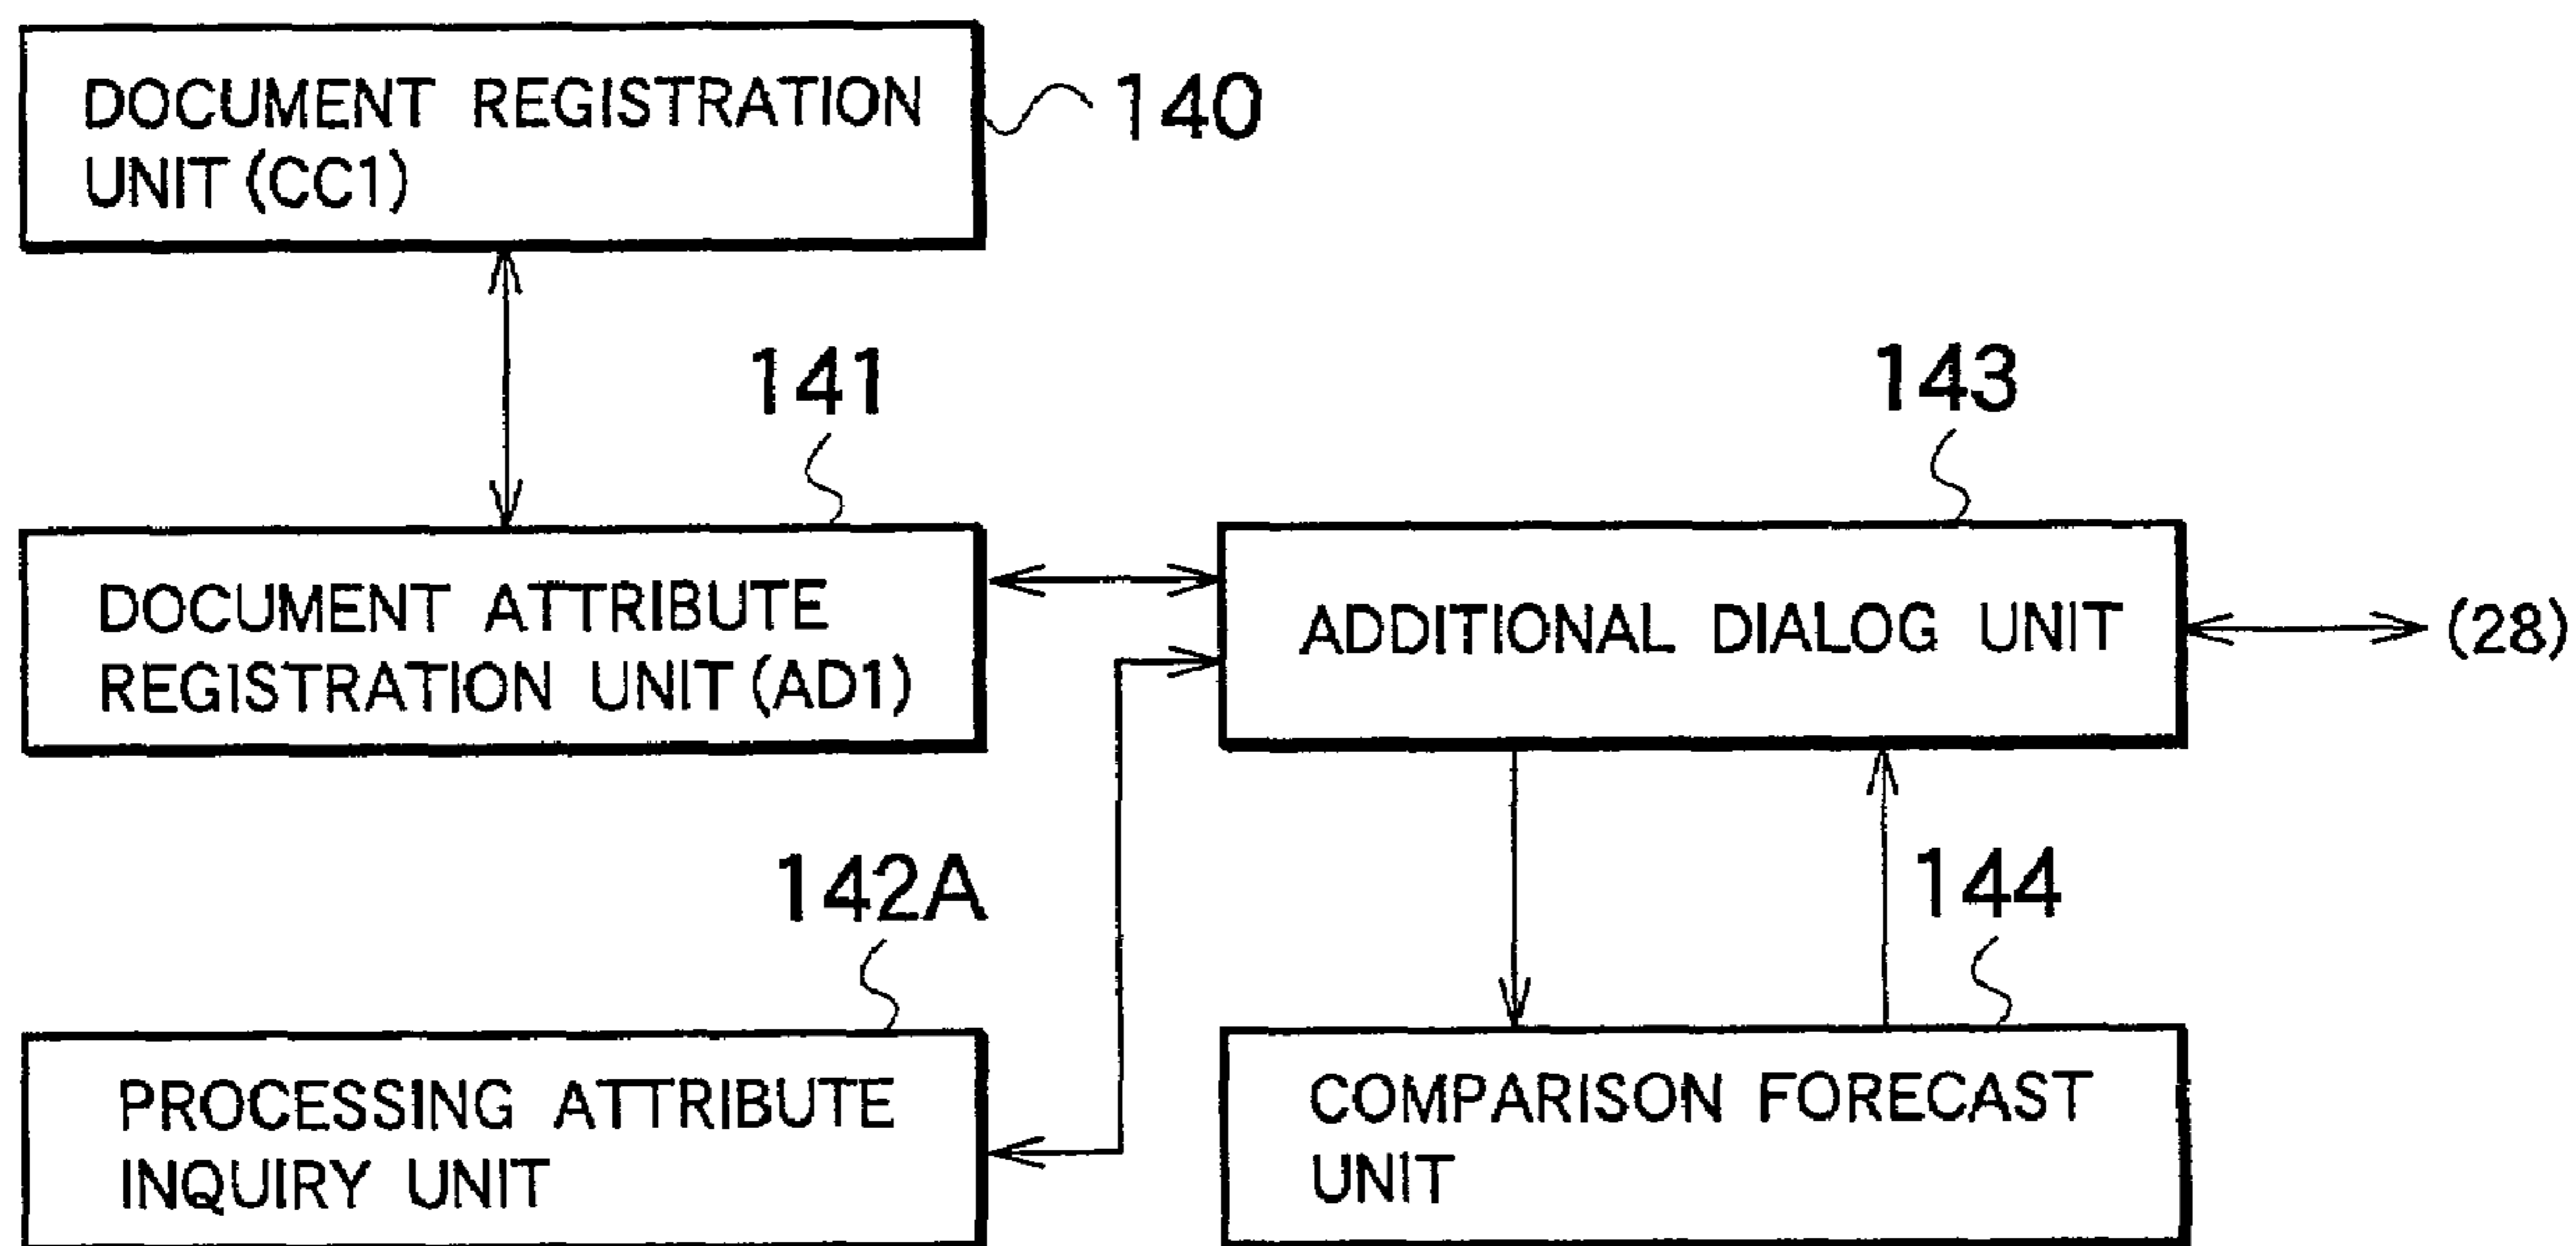 DOCUMENT REGISTRATION
UNIT (CC1)
140
141
DOCUMENT ATTRIBUTE
REGISTRATION UNIT (AD1)
143
ADDITIONAL DIALOG UNIT
(28)
142A
PROCESSING ATTRIBUTE
INQUIRY UNIT
144
COMPARISON FORECAST
UNIT